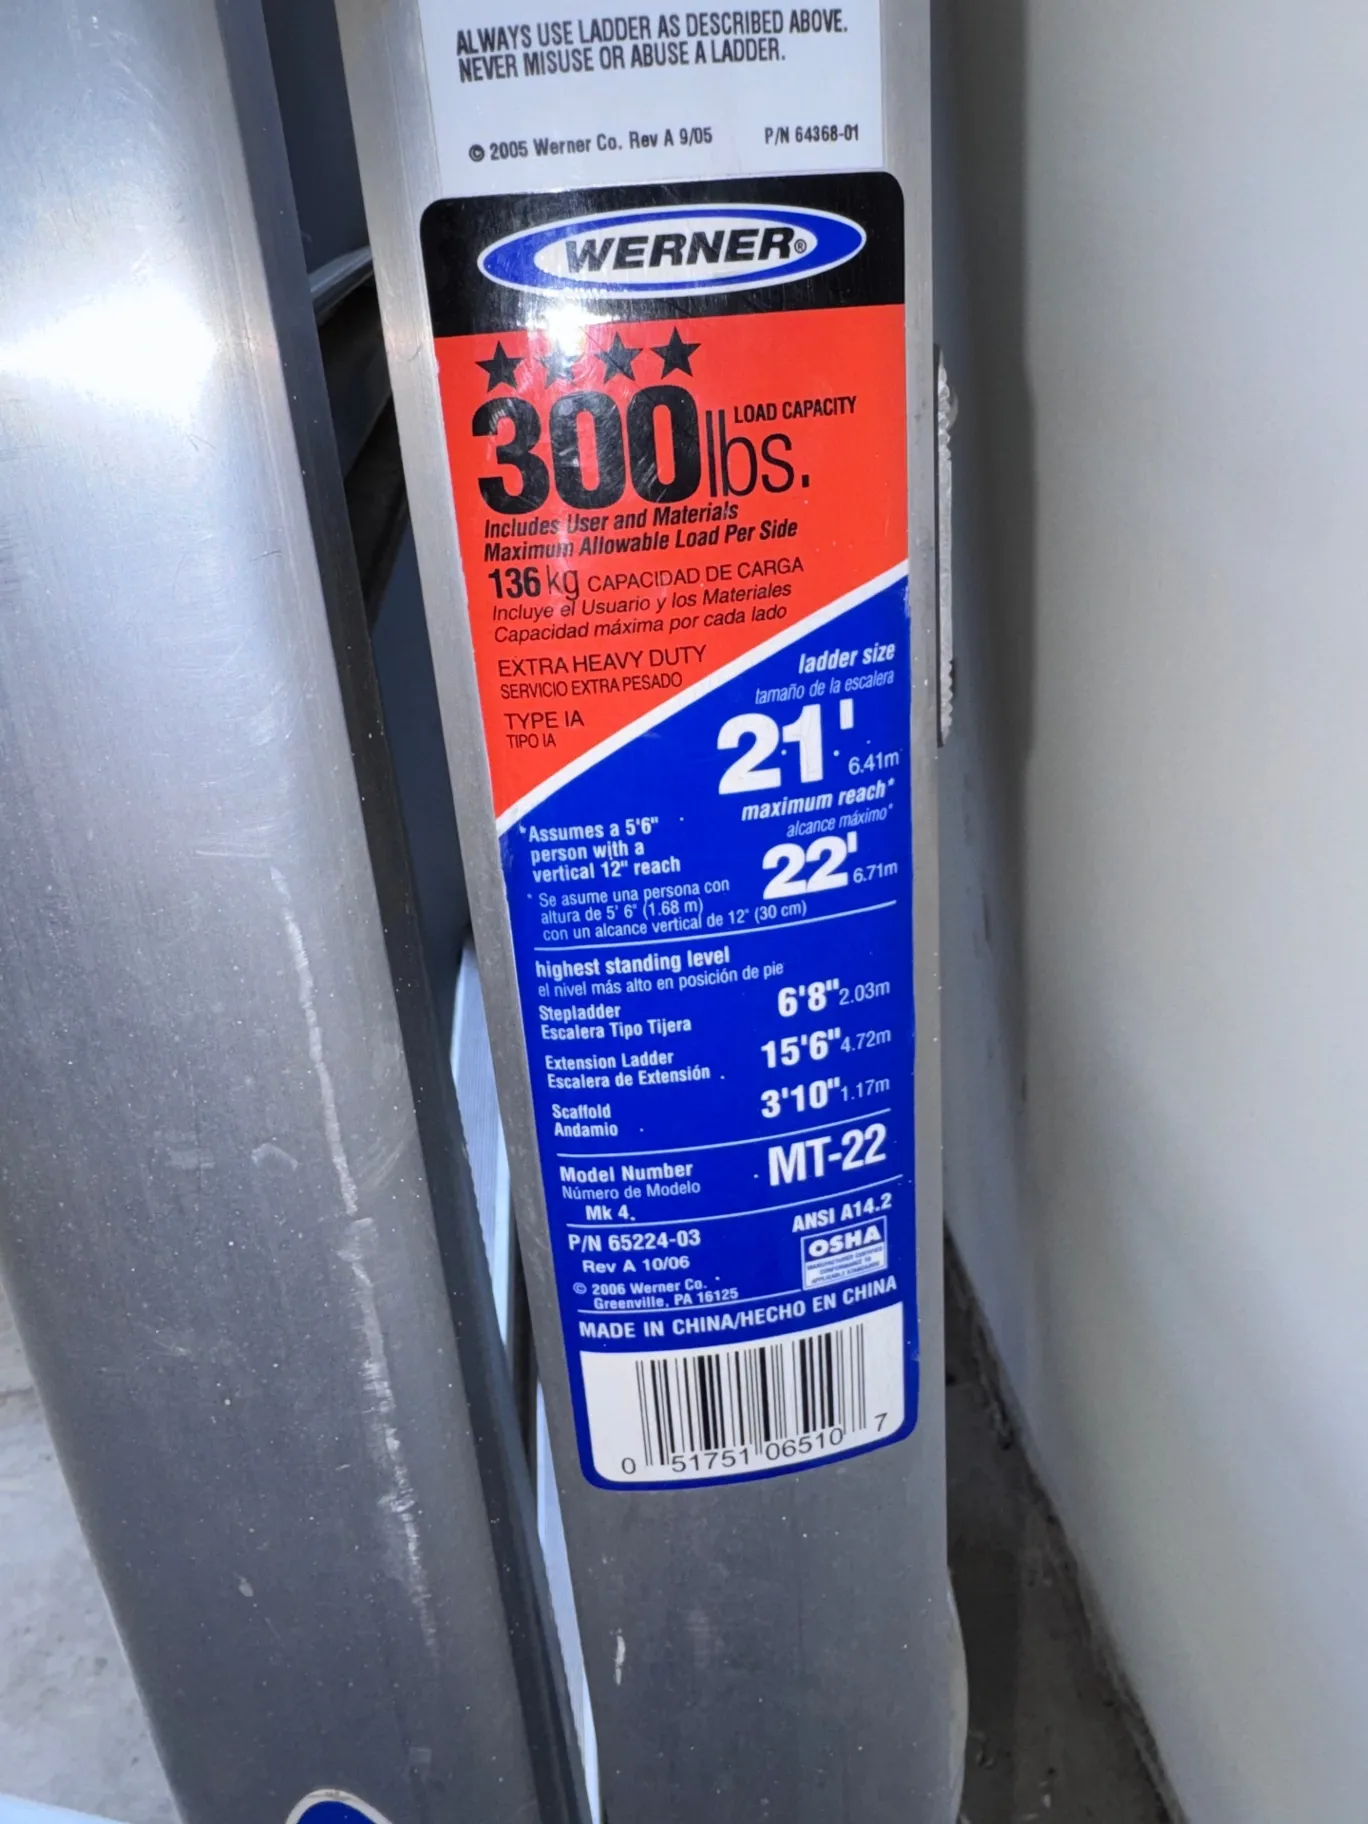 ALWAYS USE LADDER AS DESCRIBED ABOVE.
NEVER MISUSE OR ABUSE A LADDER.
© 2005 Werner Co. Rev A 9/05 P/N 64368-01
WERNER®
300 lbs. LOAD CAPACITY
Includes User and Materials
Maximum Allowable Load Per Side
136 kg CAPACIDAD DE CARGA
Incluye el Usuario y los Materiales
Capacidad máxima por cada lado
EXTRA HEAVY DUTY
SERVICIO EXTRA PESADO
TYPE IA
TIPO IA
ladder size
tamaño de la escalera
21' 6.41m
maximum reach*
alcance máximo*
22' 6.71m
*Assumes a 5'6"
person with a
vertical 12" reach
* Se asume una persona con
altura de 5' 6" (1.68 m)
con un alcance vertical de 12" (30 cm)
highest standing level
el nivel más alto en posición de pie
Stepladder 6'8" 2.03m
Escalera Tipo Tijera
Extension Ladder 15'6" 4.72m
Escalera de Extensión
Scaffold 3'10" 1.17m
Andamio
Model Number MT-22
Número de Modelo
Mk 4
ANSI A14.2
P/N 65224-03
Rev A 10/06
OSHA
MANUFACTURER CERTIFIED
CONFORMANCE TO
APPLICABLE STANDARDS
© 2006 Werner Co.
Greenville, PA 16125
MADE IN CHINA/HECHO EN CHINA
0 51751 06510 7